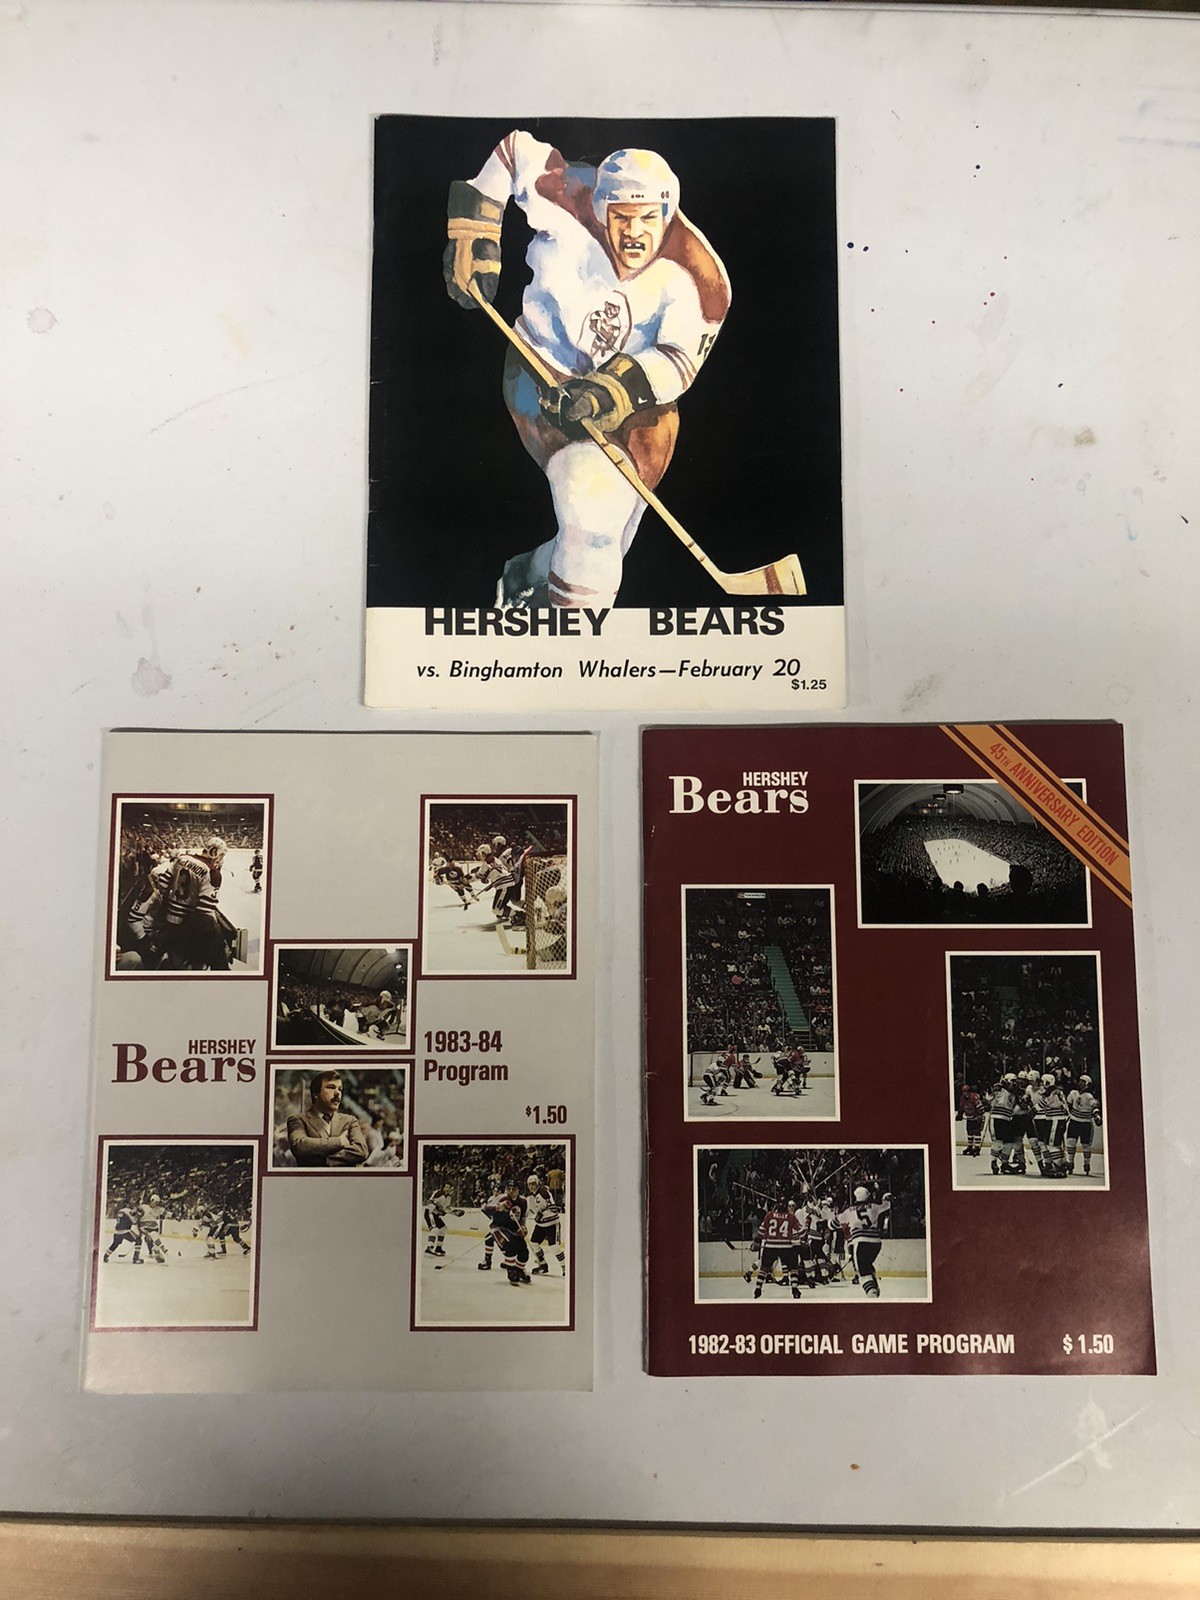 HERSHEY BEARS
vs. Binghamton Whalers—February 20
$1.25
HERSHEY
Bears
1983-84
Program
$1.50
HERSHEY
Bears
45TH ANNIVERSARY EDITION
24
1982-83 OFFICIAL GAME PROGRAM $1.50